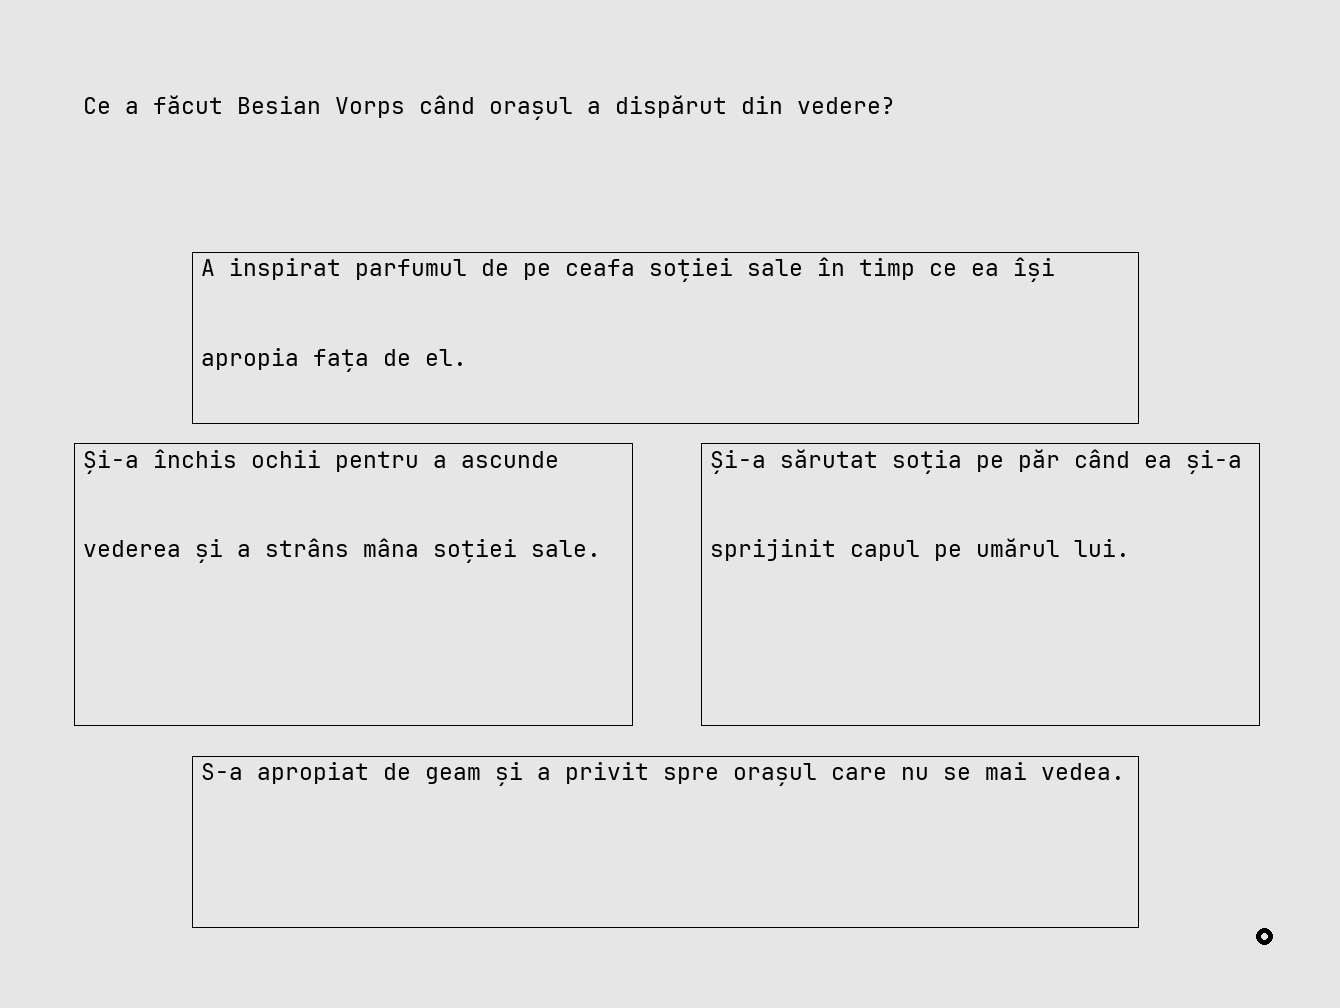 Ce a făcut Besian Vorps când orașul a dispărut din vedere?
A inspirat parfumul de pe ceafa soției sale în timp ce ea își
apropia fața de el.
Și-a închis ochii pentru a ascunde
vederea și a strâns mâna soției sale.
Și-a sărutat soția pe păr când ea și-a
sprijinit capul pe umărul lui.
S-a apropiat de geam și a privit spre orașul care nu se mai vedea.